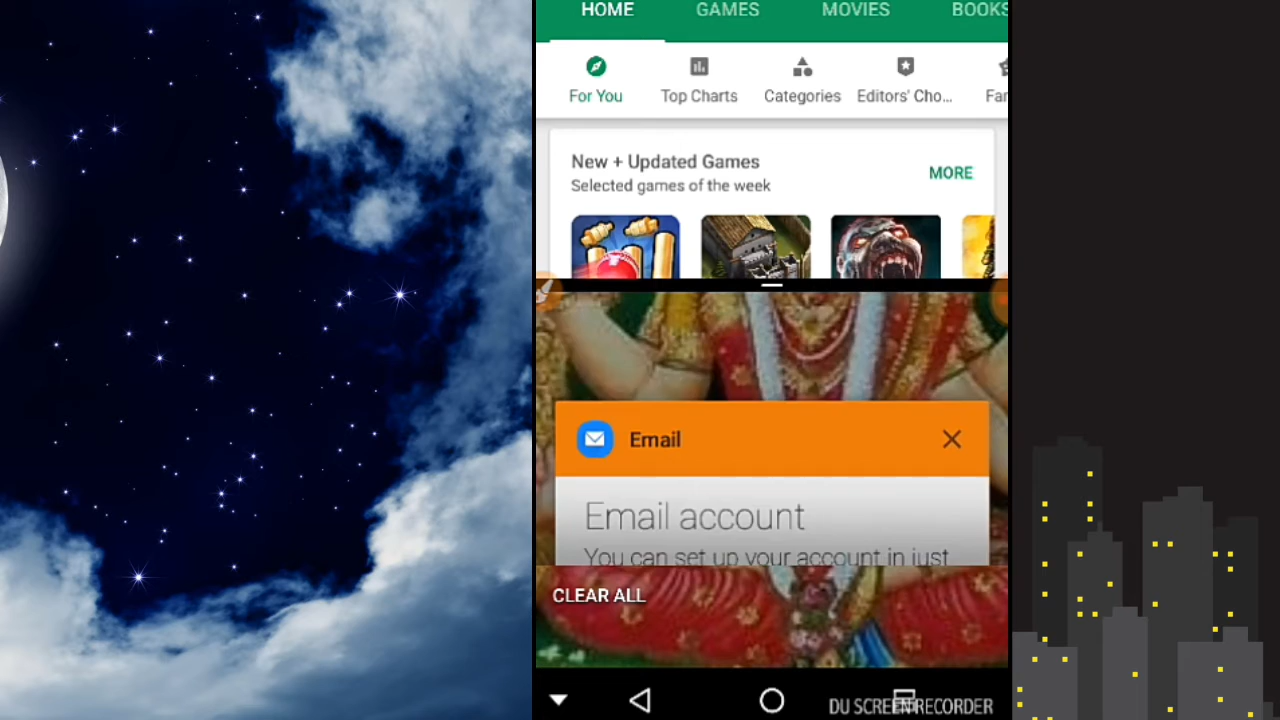 HOME GAMES MOVIES BOOKS
For You Top Charts Categories Editors' Cho... Far
New + Updated Games
MORE
Selected games of the week
Email
Email account
You can set up your account in just
CLEAR ALL
DU SCREEN RECORDER